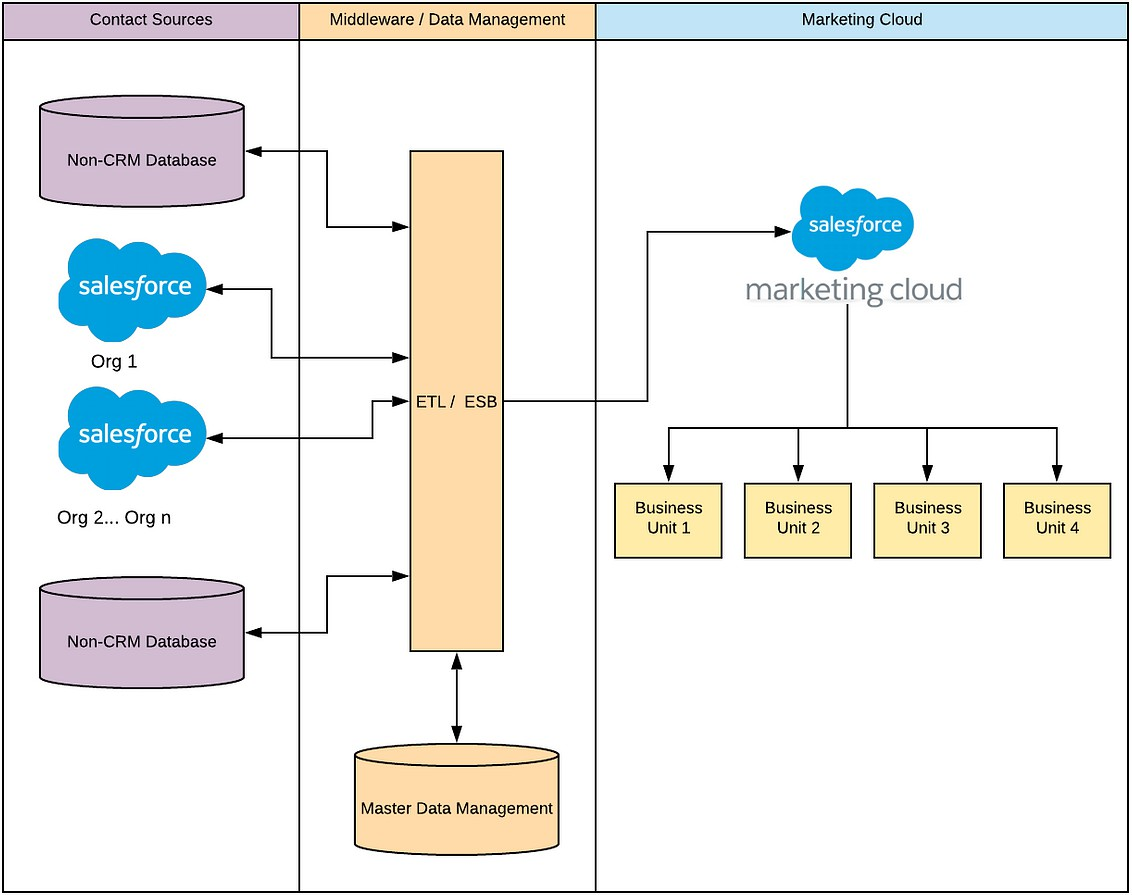 Contact Sources
Middleware / Data Management
Marketing Cloud
Non-CRM Database
salesforce
Org 1
salesforce
Org 2... Org n
Non-CRM Database
ETL /  ESB
Master Data Management
salesforce
marketing cloud
Business
Unit 1
Business
Unit 2
Business
Unit 3
Business
Unit 4